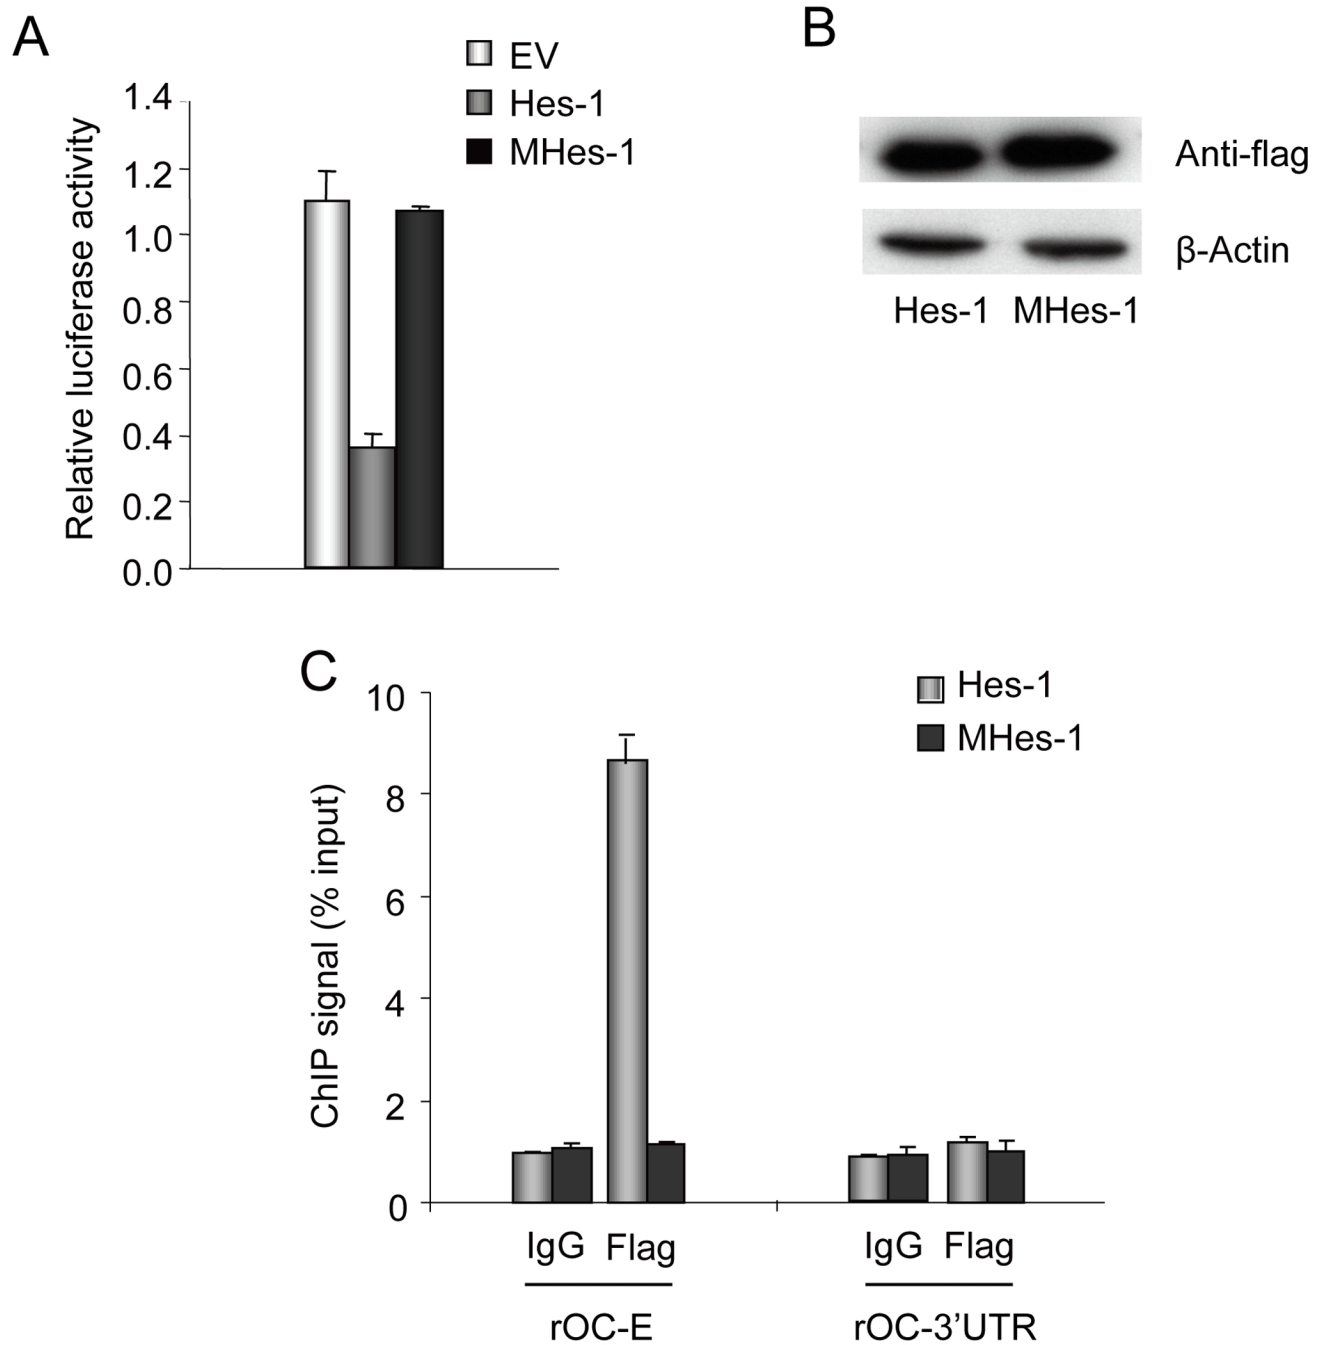 A
EV
Hes-1
MHes-1
Relative luciferase activity
1.4
1.2
1.0
0.8
0.6
0.4
0.2
0.0
B
Anti-flag
β-Actin
Hes-1 MHes-1
C
Hes-1
MHes-1
ChIP signal (% input)
10
8
6
4
2
0
IgG Flag IgG Flag
rOC-E rOC-3’UTR